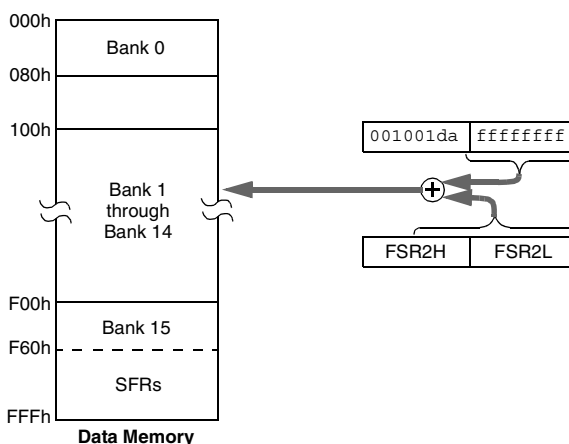 000h
Bank 0
080h
100h
001001da ffffffff
Bank 1
through
Bank 14
FSR2H FSR2L
F00h
Bank 15
F60h
SFRs
FFFh
Data Memory